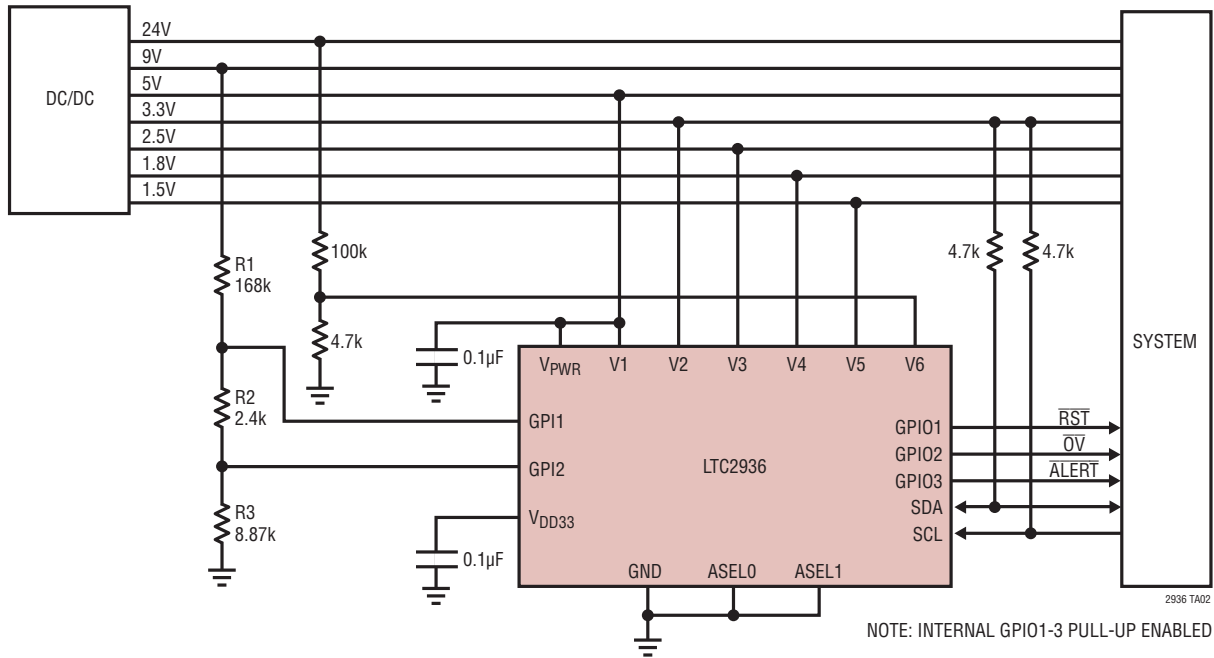 24V
9V
5V
3.3V
2.5V
1.8V
1.5V
DC/DC
R1
168k
100k
4.7k
4.7k
4.7k
0.1µF
SYSTEM
VPWR
V1
V2
V3
V4
V5
V6
R2
2.4k
GPI1
GPI2
LTC2936
GPIO1
GPIO2
GPIO3
SDA
SCL
RST
OV
ALERT
R3
8.87k
VDD33
0.1µF
GND
ASEL0
ASEL1
2936 TA02
NOTE: INTERNAL GPIO1-3 PULL-UP ENABLED